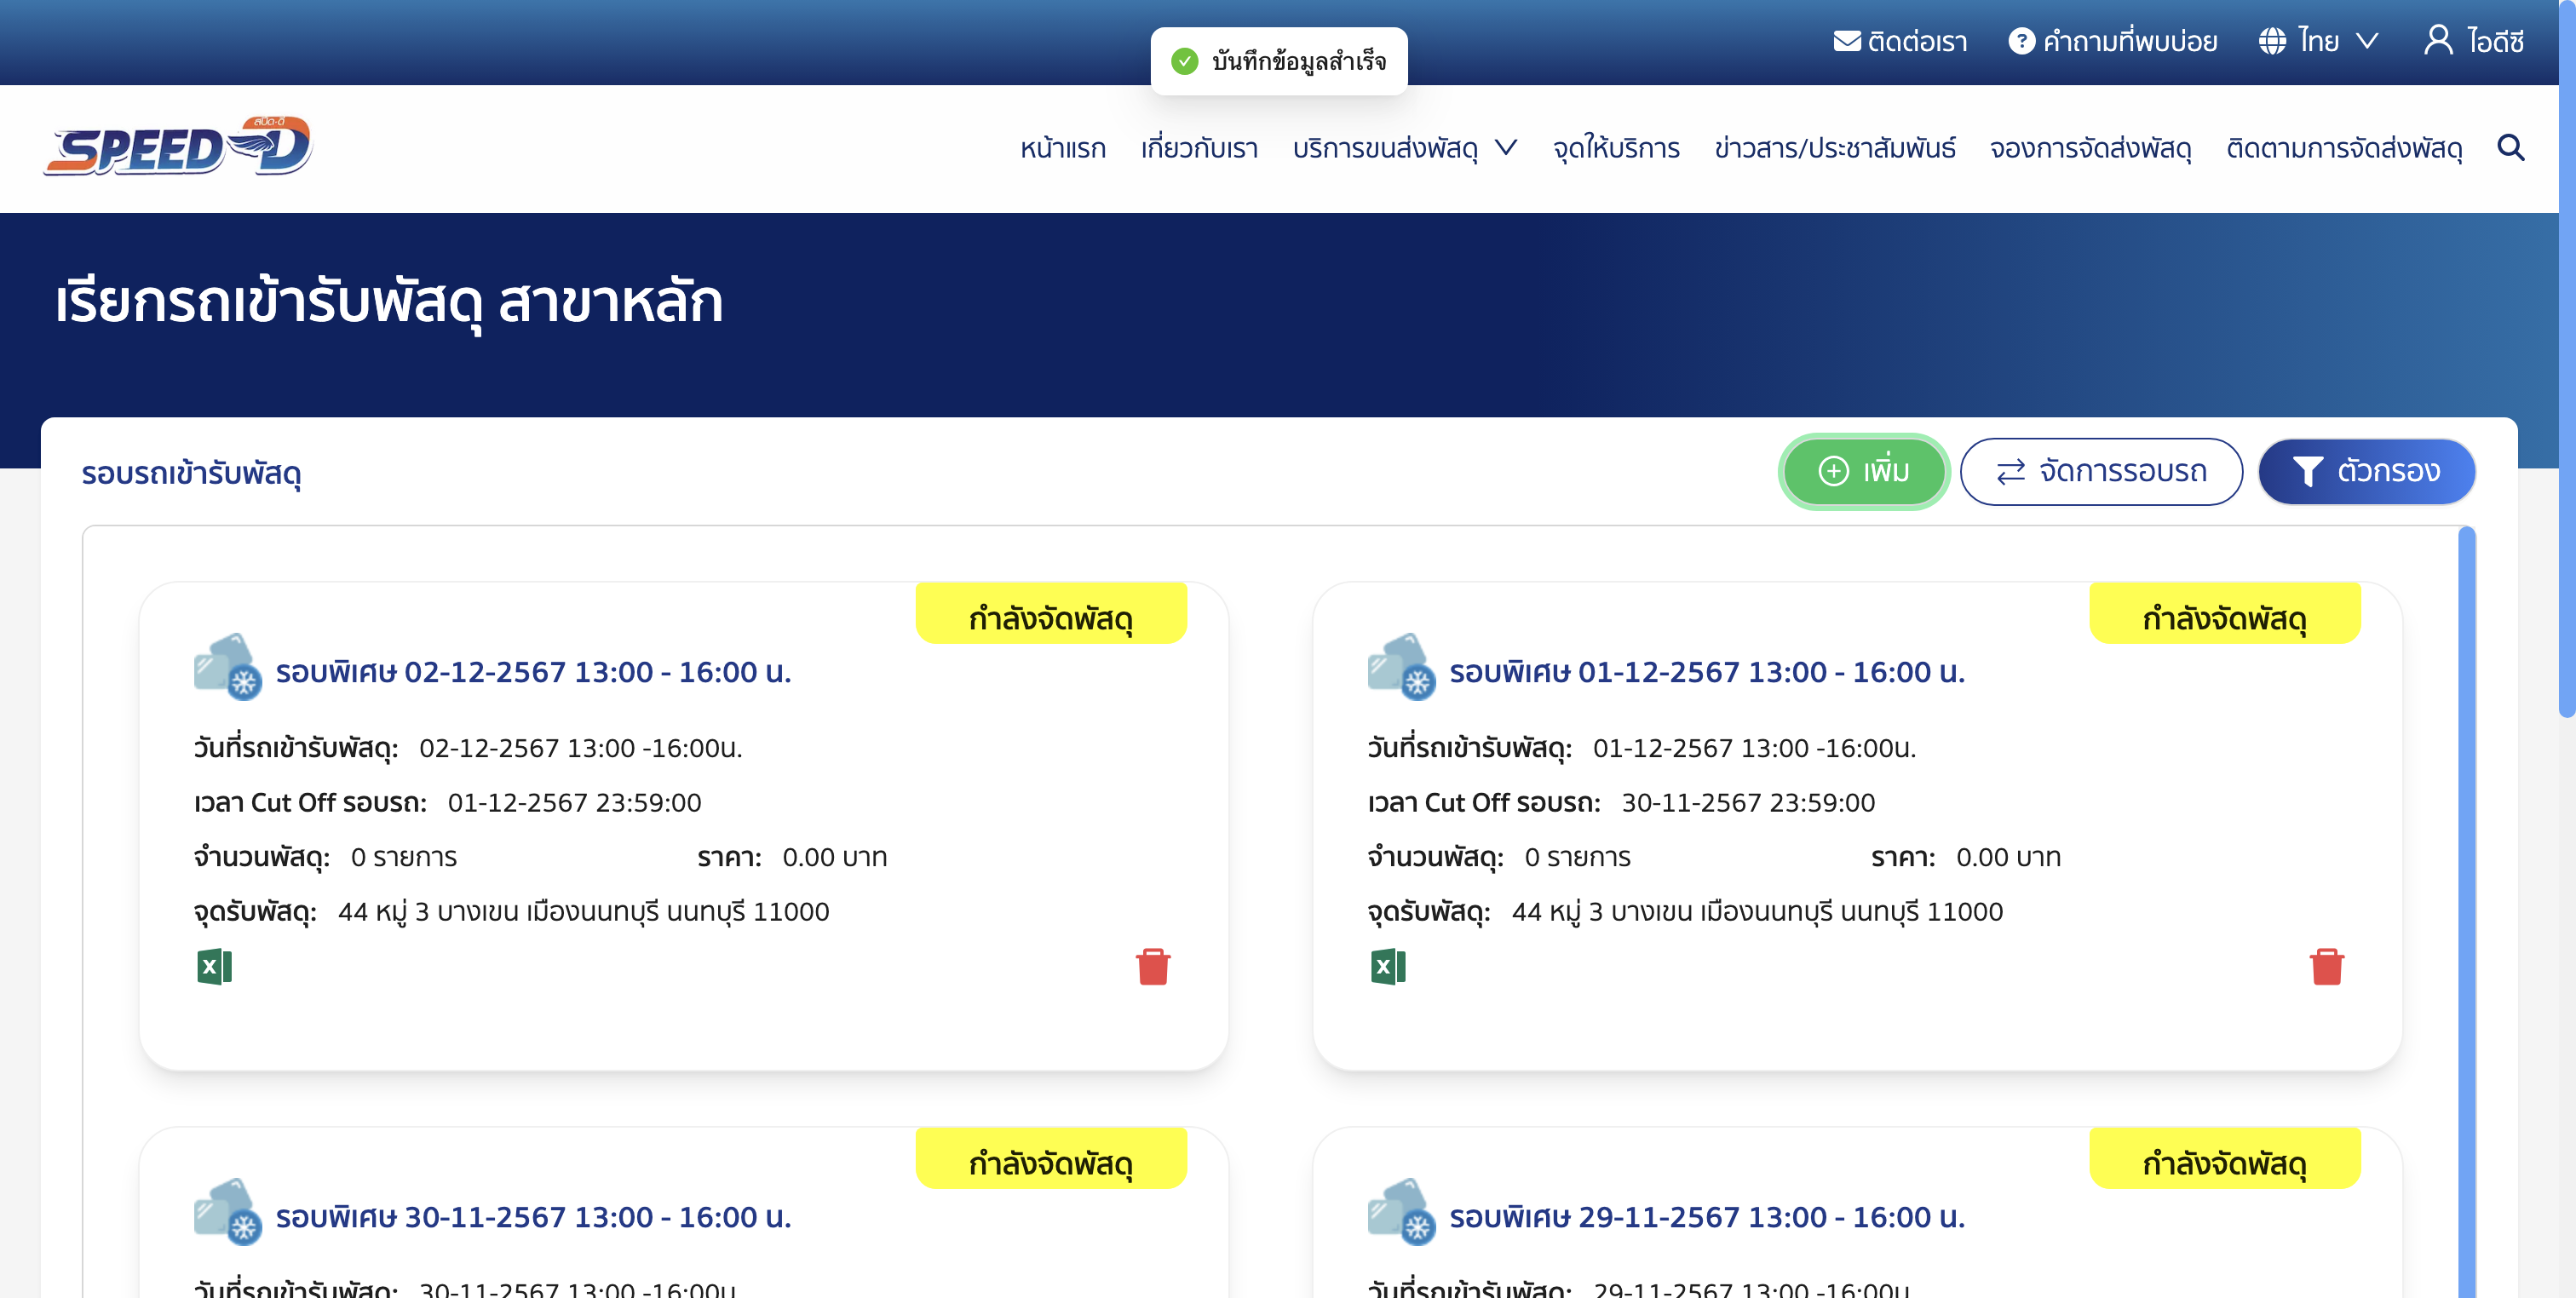 ติดต่อเรา คำถามที่พบบ่อย ไทย ไอดีซี
บันทึกข้อมูลสำเร็จ
สปีด-ดี
SPEED-D
หน้าแรก เกี่ยวกับเรา บริการขนส่งพัสดุ จุดให้บริการ ข่าวสาร/ประชาสัมพันธ์ จองการจัดส่งพัสดุ ติดตามการจัดส่งพัสดุ
เรียกรถเข้ารับพัสดุ สาขาหลัก
รอบรถเข้ารับพัสดุ
เพิ่ม จัดการรอบรถ ตัวกรอง
กำลังจัดพัสดุ
รอบพิเศษ 02-12-2567 13:00 - 16:00 น.
วันที่รถเข้ารับพัสดุ: 02-12-2567 13:00 -16:00น.
เวลา Cut Off รอบรถ: 01-12-2567 23:59:00
จำนวนพัสดุ: 0 รายการ ราคา: 0.00 บาท
จุดรับพัสดุ: 44 หมู่ 3 บางเขน เมืองนนทบุรี นนทบุรี 11000
กำลังจัดพัสดุ
รอบพิเศษ 01-12-2567 13:00 - 16:00 น.
วันที่รถเข้ารับพัสดุ: 01-12-2567 13:00 -16:00น.
เวลา Cut Off รอบรถ: 30-11-2567 23:59:00
จำนวนพัสดุ: 0 รายการ ราคา: 0.00 บาท
จุดรับพัสดุ: 44 หมู่ 3 บางเขน เมืองนนทบุรี นนทบุรี 11000
กำลังจัดพัสดุ
รอบพิเศษ 30-11-2567 13:00 - 16:00 น.
วันที่รถเข้ารับพัสดุ: 30-11-2567 13:00 -16:00น.
กำลังจัดพัสดุ
รอบพิเศษ 29-11-2567 13:00 - 16:00 น.
วันที่รถเข้ารับพัสดุ: 29-11-2567 13:00 -16:00น.